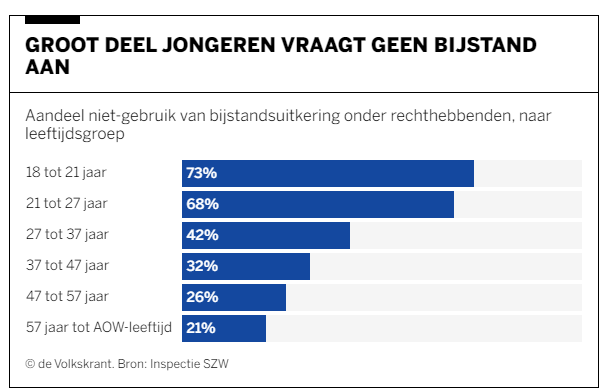 GROOT DEEL JONGEREN VRAAGT GEEN BIJSTAND
AAN
Aandeel niet-gebruik van bijstandsuitkering onder rechthebbenden, naar
leeftijdsgroep
18 tot 21 jaar 73%
21 tot 27 jaar 68%
27 tot 37 jaar 42%
37 tot 47 jaar 32%
47 tot 57 jaar 26%
57 jaar tot AOW-leeftijd 21%
© de Volkskrant. Bron: Inspectie SZW